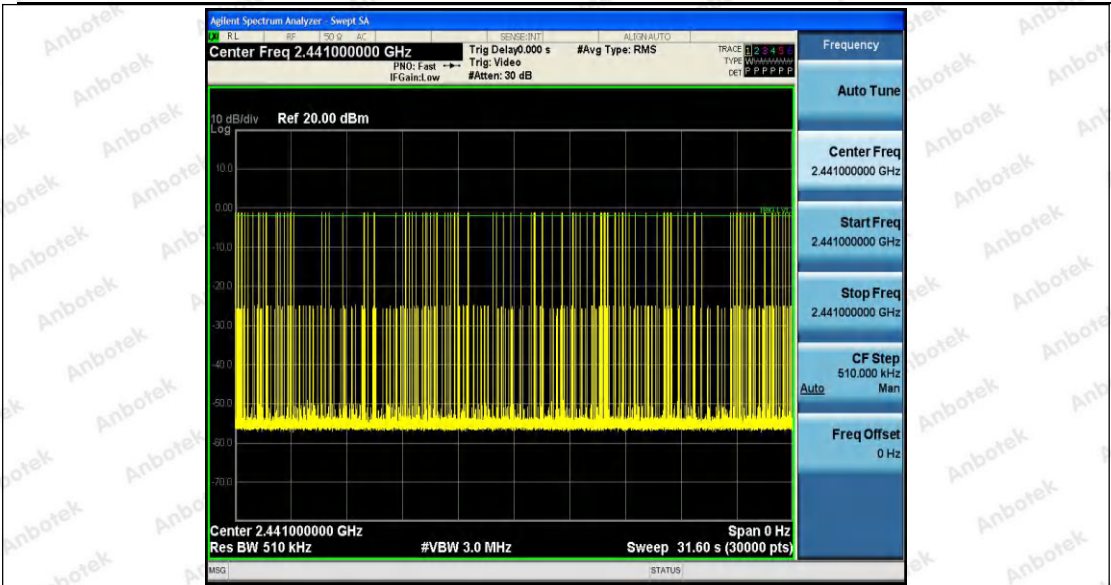 Agilent Spectrum Analyzer - Swept SA
RL RF 50 Ω AC SENSE:INT ALIGN AUTO
Center Freq 2.441000000 GHz
PNO: Fast
IFGain:Low
Trig Delay0.000 s
Trig: Video
#Atten: 30 dB
#Avg Type: RMS
TRACE 1 2 3 4 5 6
TYPE
DET P P P P P P
10 dB/div
Log
Ref 20.00 dBm
10.0
0.00
-10.0
-20.0
-30.0
-40.0
-50.0
-60.0
-70.0
TRIG LVL
Center 2.441000000 GHz
Span 0 Hz
Res BW 510 kHz
#VBW 3.0 MHz
Sweep 31.60 s (30000 pts)
MSG
STATUS
Frequency
Auto Tune
Center Freq
2.441000000 GHz
Start Freq
2.441000000 GHz
Stop Freq
2.441000000 GHz
CF Step
510.000 kHz
Auto Man
Freq Offset
0 Hz
Anbotek